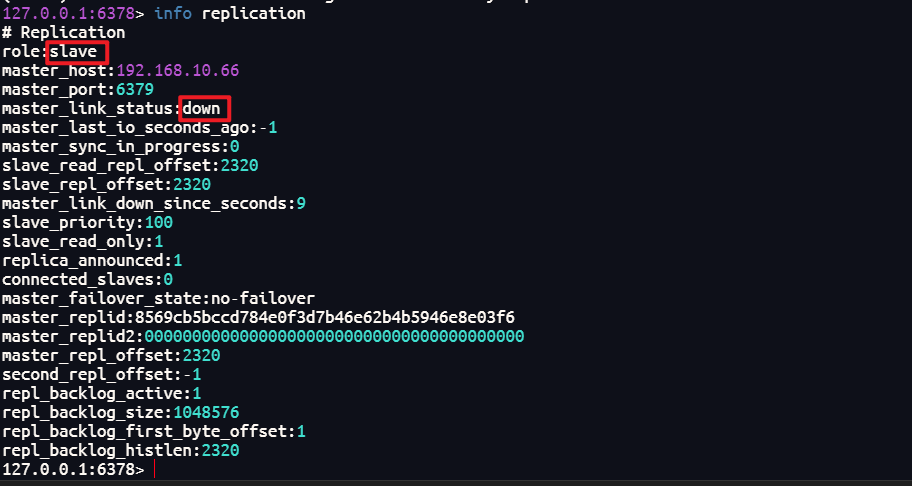 127.0.0.1:6378> info replication
# Replication
role:slave
master_host:192.168.10.66
master_port:6379
master_link_status:down
master_last_io_seconds_ago:-1
master_sync_in_progress:0
slave_read_repl_offset:2320
slave_repl_offset:2320
master_link_down_since_seconds:9
slave_priority:100
slave_read_only:1
replica_announced:1
connected_slaves:0
master_failover_state:no-failover
master_replid:8569cb5bccd784e0f3d7b46e62b4b5946e8e03f6
master_replid2:0000000000000000000000000000000000000000
master_repl_offset:2320
second_repl_offset:-1
repl_backlog_active:1
repl_backlog_size:1048576
repl_backlog_first_byte_offset:1
repl_backlog_histlen:2320
127.0.0.1:6378>